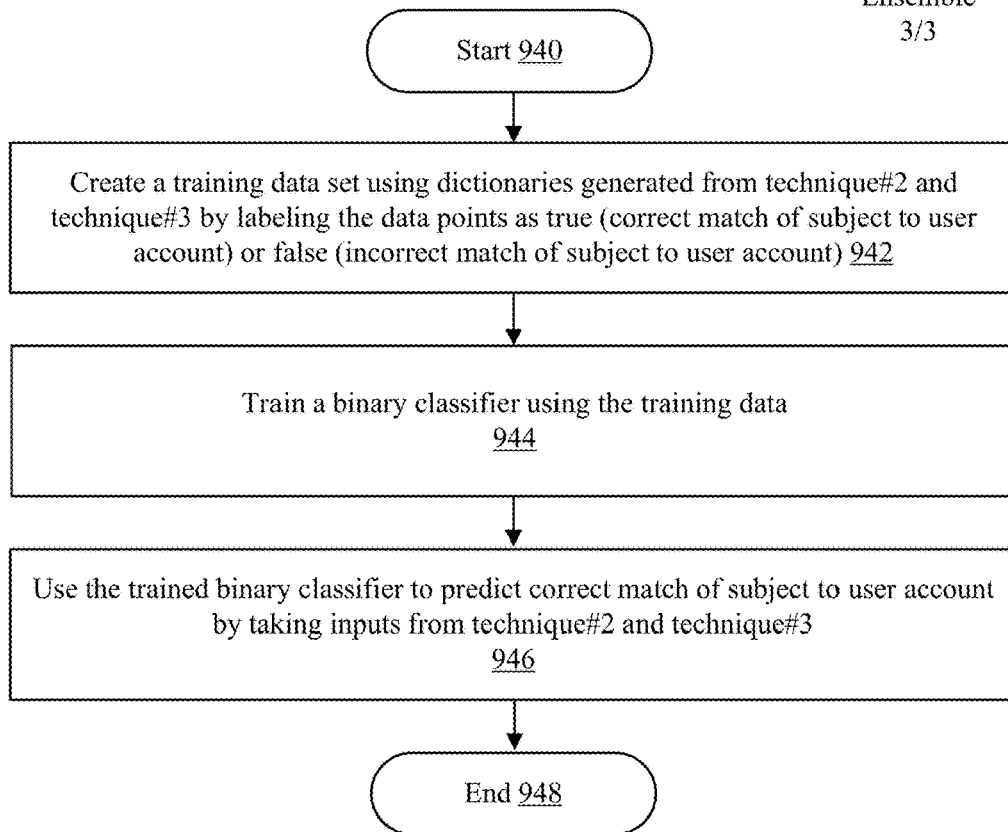 Ensemble
3/3
Start 940
Create a training data set using dictionaries generated from technique#2 and
technique#3 by labeling the data points as true (correct match of subject to user
account) or false (incorrect match of subject to user account) 942
Train a binary classifier using the training data
944
Use the trained binary classifier to predict correct match of subject to user account
by taking inputs from technique#2 and technique#3
946
End 948